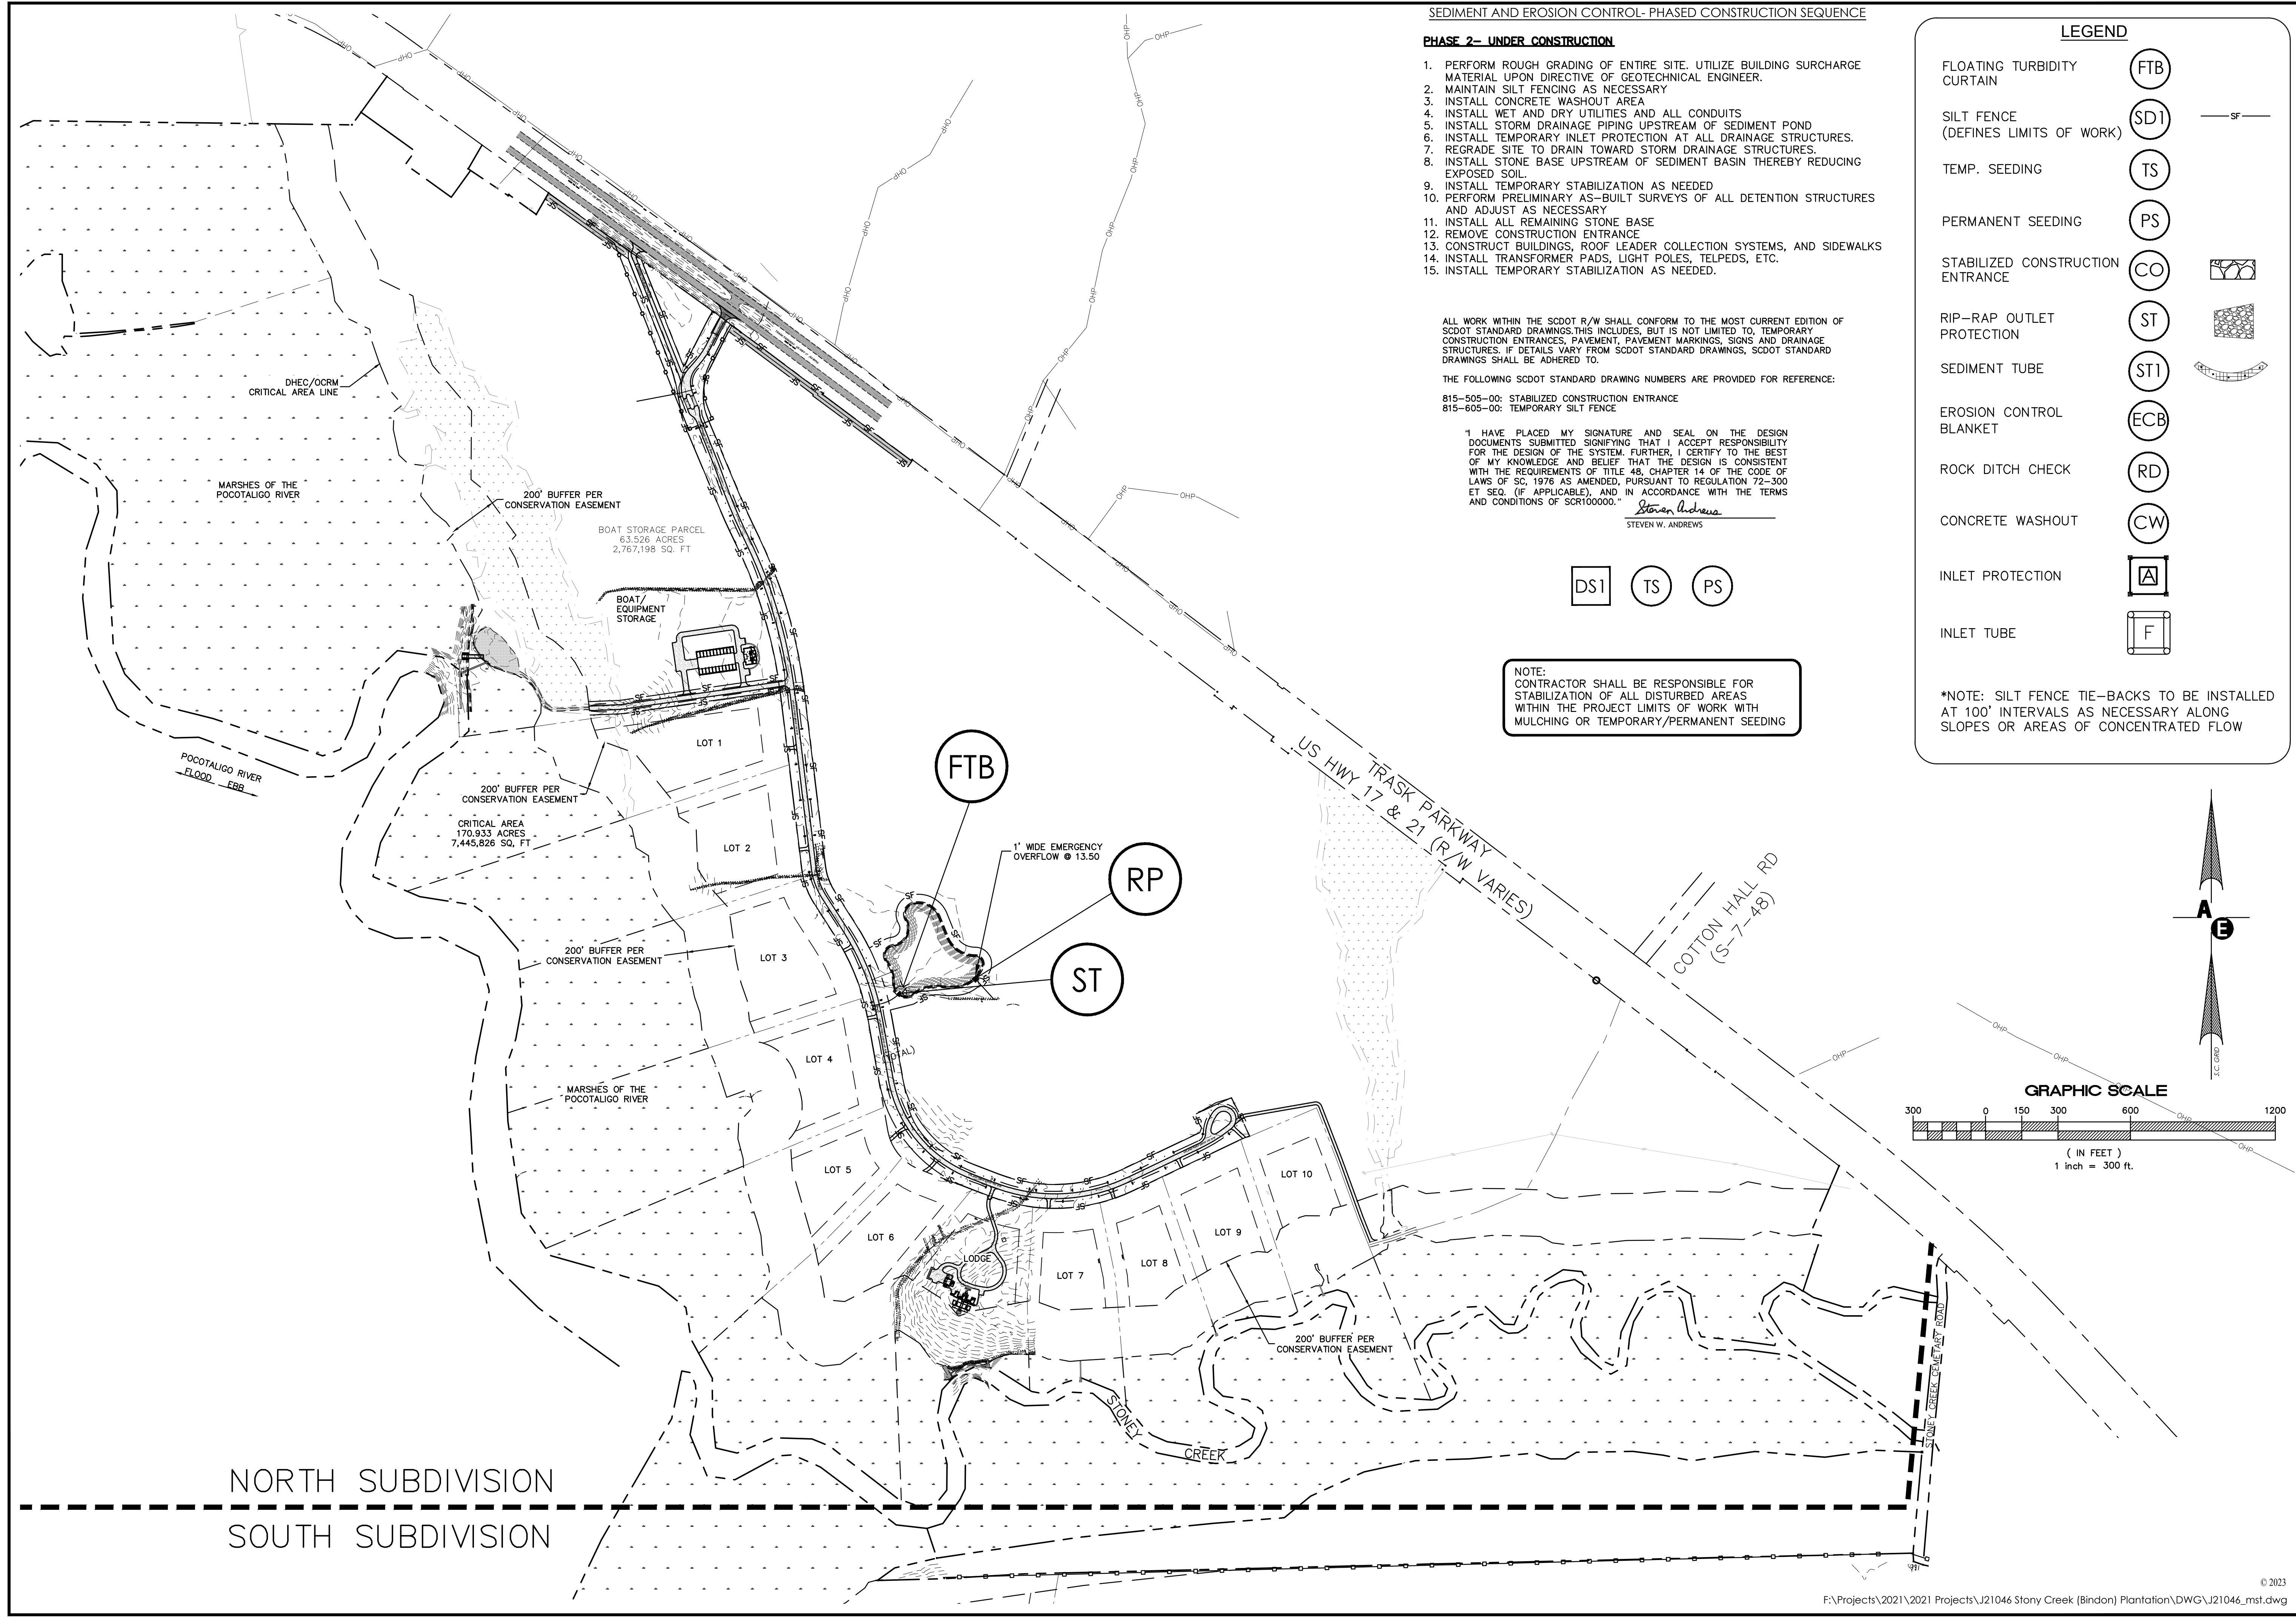 SEDIMENT AND EROSION CONTROL- PHASED CONSTRUCTION SEQUENCE
PHASE 2- UNDER CONSTRUCTION
1. PERFORM ROUGH GRADING OF ENTIRE SITE. UTILIZE BUILDING SURCHARGE
MATERIAL UPON DIRECTIVE OF GEOTECHNICAL ENGINEER.
2. MAINTAIN SILT FENCING AS NECESSARY
3. INSTALL CONCRETE WASHOUT AREA
4. INSTALL WET AND DRY UTILITIES AND ALL CONDUITS
5. INSTALL STORM DRAINAGE PIPING UPSTREAM OF SEDIMENT POND
6. INSTALL TEMPORARY INLET PROTECTION AT ALL DRAINAGE STRUCTURES.
7. REGRADE SITE TO DRAIN TOWARD STORM DRAINAGE STRUCTURES.
8. INSTALL STONE BASE UPSTREAM OF SEDIMENT BASIN THEREBY REDUCING
EXPOSED SOIL.
9. INSTALL TEMPORARY STABILIZATION AS NEEDED
10. PERFORM PRELIMINARY AS-BUILT SURVEYS OF ALL DETENTION STRUCTURES
AND ADJUST AS NECESSARY
11. INSTALL ALL REMAINING STONE BASE
12. REMOVE CONSTRUCTION ENTRANCE
13. CONSTRUCT BUILDINGS, ROOF LEADER COLLECTION SYSTEMS, AND SIDEWALKS
14. INSTALL TRANSFORMER PADS, LIGHT POLES, TELPEDS, ETC.
15. INSTALL TEMPORARY STABILIZATION AS NEEDED.
ALL WORK WITHIN THE SCDOT R/W SHALL CONFORM TO THE MOST CURRENT EDITION OF
SCDOT STANDARD DRAWINGS.THIS INCLUDES, BUT IS NOT LIMITED TO, TEMPORARY
CONSTRUCTION ENTRANCES, PAVEMENT, PAVEMENT MARKINGS, SIGNS AND DRAINAGE
STRUCTURES. IF DETAILS VARY FROM SCDOT STANDARD DRAWINGS, SCDOT STANDARD
DRAWINGS SHALL BE ADHERED TO.
THE FOLLOWING SCDOT STANDARD DRAWING NUMBERS ARE PROVIDED FOR REFERENCE:
815-505-00: STABILIZED CONSTRUCTION ENTRANCE
815-605-00: TEMPORARY SILT FENCE
"I HAVE PLACED MY SIGNATURE AND SEAL ON THE DESIGN
DOCUMENTS SUBMITTED SIGNIFYING THAT I ACCEPT RESPONSIBILITY
FOR THE DESIGN OF THE SYSTEM. FURTHER, I CERTIFY TO THE BEST
OF MY KNOWLEDGE AND BELIEF THAT THE DESIGN IS CONSISTENT
WITH THE REQUIREMENTS OF TITLE 48, CHAPTER 14 OF THE CODE OF
LAWS OF SC, 1976 AS AMENDED, PURSUANT TO REGULATION 72-300
ET SEQ. (IF APPLICABLE), AND IN ACCORDANCE WITH THE TERMS
AND CONDITIONS OF SCR100000."
Steven Andrews
STEVEN W. ANDREWS
DS1 TS PS
NOTE:
CONTRACTOR SHALL BE RESPONSIBLE FOR
STABILIZATION OF ALL DISTURBED AREAS
WITHIN THE PROJECT LIMITS OF WORK WITH
MULCHING OR TEMPORARY/PERMANENT SEEDING
LEGEND
FLOATING TURBIDITY
CURTAIN
FTB
SILT FENCE
(DEFINES LIMITS OF WORK)
SD1
SF
TEMP. SEEDING
TS
PERMANENT SEEDING
PS
STABILIZED CONSTRUCTION
ENTRANCE
CO
RIP-RAP OUTLET
PROTECTION
ST
SEDIMENT TUBE
ST1
EROSION CONTROL
BLANKET
ECB
ROCK DITCH CHECK
RD
CONCRETE WASHOUT
CW
INLET PROTECTION
A
INLET TUBE
F
*NOTE: SILT FENCE TIE-BACKS TO BE INSTALLED
AT 100' INTERVALS AS NECESSARY ALONG
SLOPES OR AREAS OF CONCENTRATED FLOW
A
E
S.C. GRID
GRAPHIC SCALE
300 0 150 300 600 1200
( IN FEET )
1 inch = 300 ft.
DHEC/OCRM
CRITICAL AREA LINE
MARSHES OF THE
POCOTALIGO RIVER
200' BUFFER PER
CONSERVATION EASEMENT
BOAT STORAGE PARCEL
63.526 ACRES
2,767,198 SQ. FT
BOAT/
EQUIPMENT
STORAGE
POCOTALIGO RIVER
FLOOD EBB
200' BUFFER PER
CONSERVATION EASEMENT
CRITICAL AREA
170.933 ACRES
7,445,826 SQ. FT
LOT 1
LOT 2
FTB
1' WIDE EMERGENCY
OVERFLOW @ 13.50
RP
ST
200' BUFFER PER
CONSERVATION EASEMENT
LOT 3
LOT 4
MARSHES OF THE
POCOTALIGO RIVER
LOT 5
LOT 6
LODGE
LOT 7
LOT 8
LOT 9
LOT 10
200' BUFFER PER
CONSERVATION EASEMENT
STONEY
CREEK
TRASK PARKWAY
US HWY 17 & 21 (R/W VARIES)
COTTON HALL RD
(S-7-48)
STONEY CREEK CEMETARY ROAD
NORTH SUBDIVISION
SOUTH SUBDIVISION
© 2023
F:\Projects\2021\2021 Projects\J21046 Stony Creek (Bindon) Plantation\DWG\J21046_mst.dwg